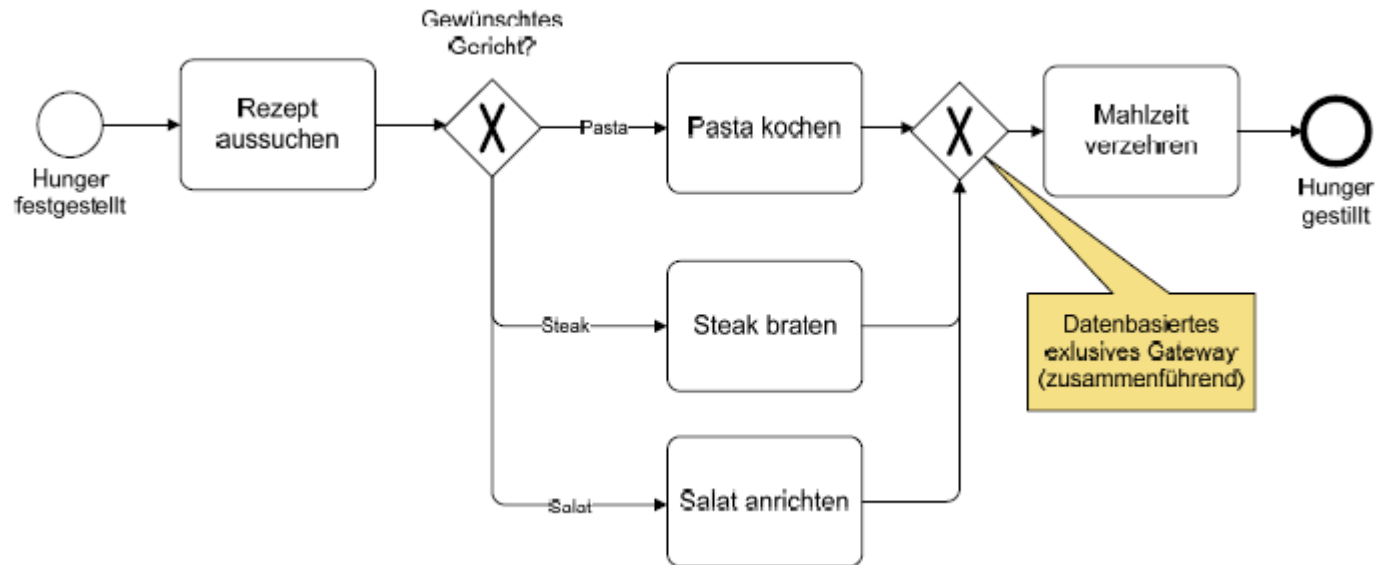 Gewünschtes
Gericht?
Rezept
aussuchen
Pasta
Pasta kochen
Mahlzeit
verzehren
Hunger
festgestellt
Hunger
gestillt
Steak
Steak braten
Datenbasiertes
exlusives Gateway
(zusammenführend)
Salat
Salat anrichten